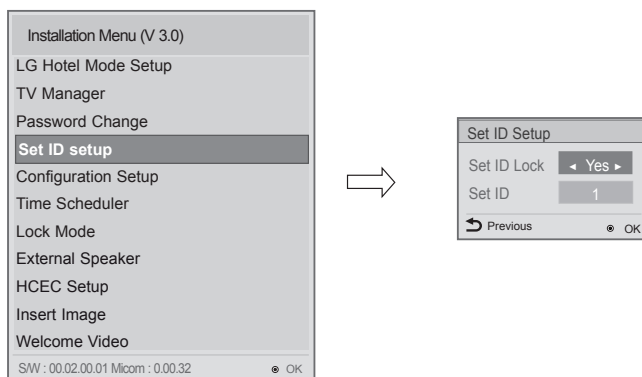 Installation Menu (V 3.0)
LG Hotel Mode Setup
TV Manager
Password Change
Set ID setup
Configuration Setup
Time Scheduler
Lock Mode
External Speaker
HCEC Setup
Insert Image
Welcome Video
S/W : 00.02.00.01 Micom : 0.00.32 ◉ OK
Set ID Setup
Set ID Lock ◄ Yes ►
Set ID 1
Previous ◉ OK